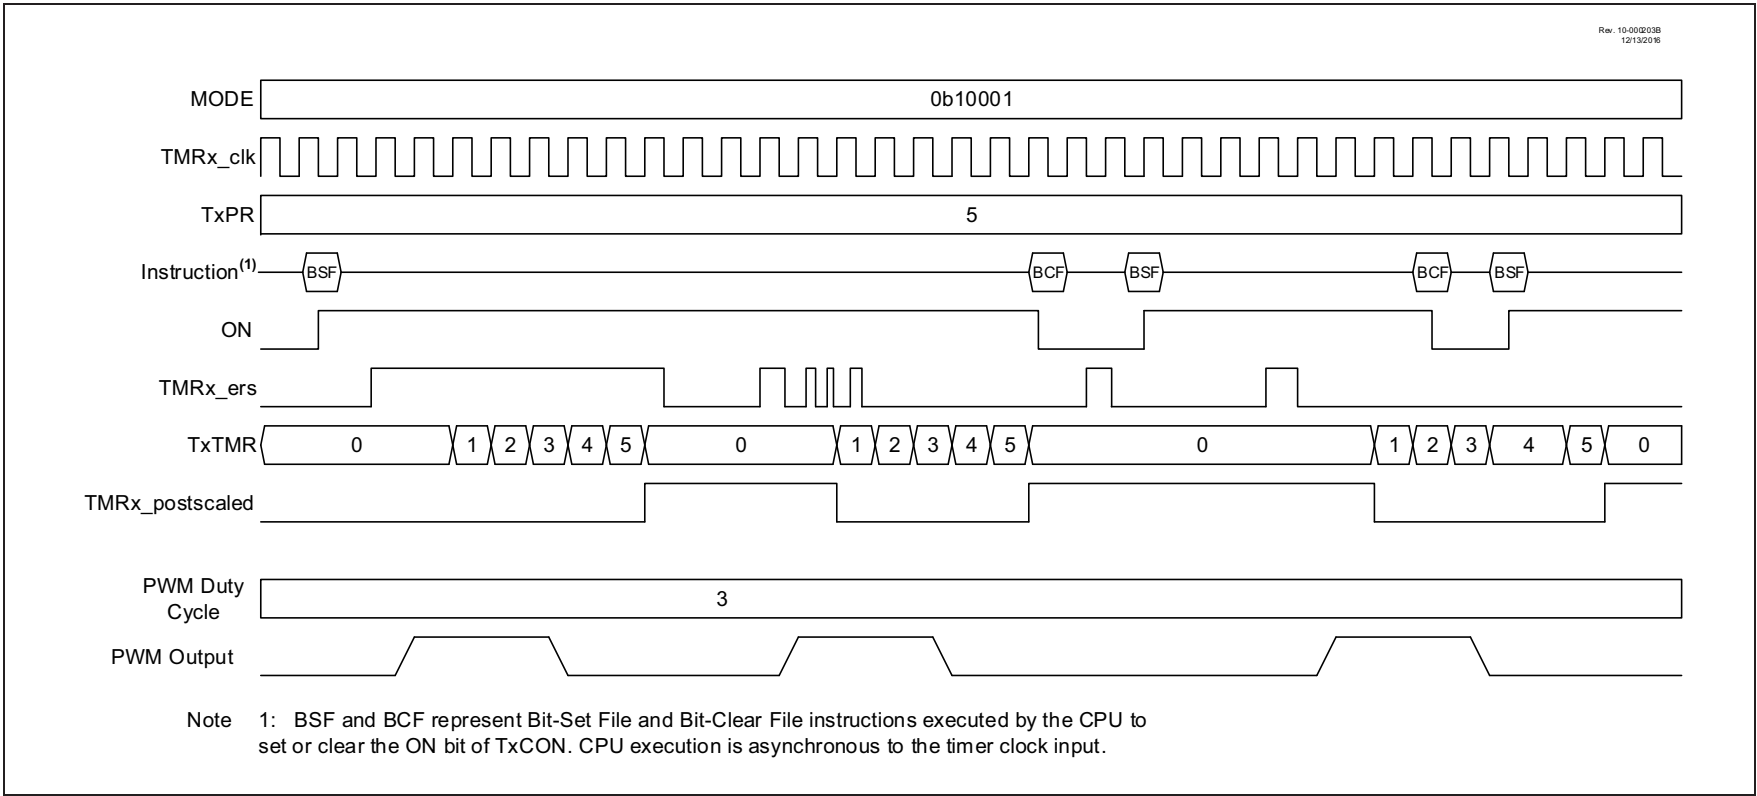 Rev. 10-000203B
12/13/2016
MODE 0b10001
TMRx_clk
TxPR 5
Instruction(1) BSF BCF BSF BCF BSF
ON
TMRx_ers
TxTMR 0 1 2 3 4 5 0 1 2 3 4 5 0 1 2 3 4 5 0
TMRx_postscaled
PWM Duty
Cycle 3
PWM Output
Note 1: BSF and BCF represent Bit-Set File and Bit-Clear File instructions executed by the CPU to
set or clear the ON bit of TxCON. CPU execution is asynchronous to the timer clock input.